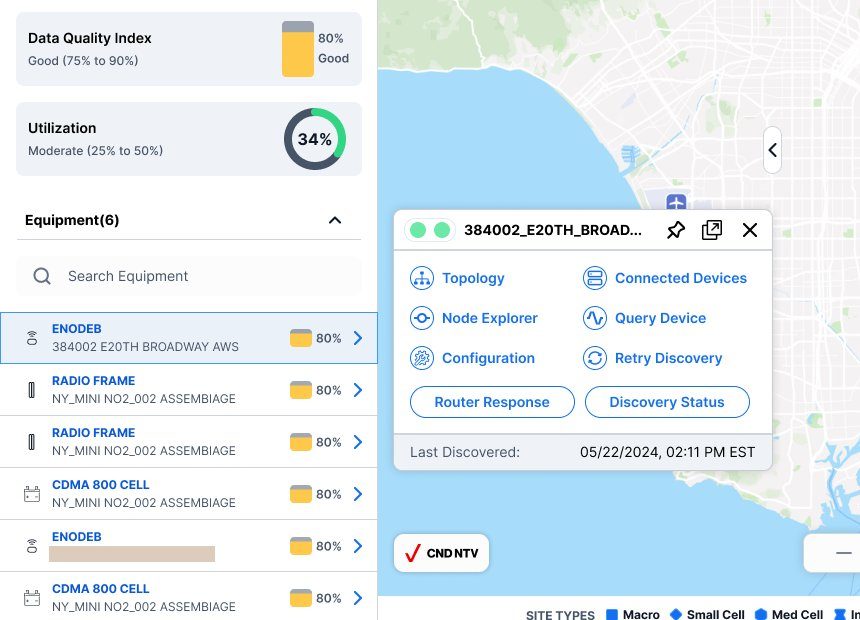 Data Quality Index
Good (75% to 90%)
80%
Good
Utilization
Moderate (25% to 50%)
34%
Equipment(6)
Search Equipment
ENODEB
384002 E20TH BROADWAY AWS
80%
RADIO FRAME
NY_MINI NO2_002 ASSEMBIAGE
80%
RADIO FRAME
NY_MINI NO2_002 ASSEMBIAGE
80%
CDMA 800 CELL
NY_MINI NO2_002 ASSEMBIAGE
80%
ENODEB
80%
CDMA 800 CELL
NY_MINI NO2_002 ASSEMBIAGE
80%
384002_E20TH_BROAD...
Topology
Connected Devices
Node Explorer
Query Device
Configuration
Retry Discovery
Router Response
Discovery Status
Last Discovered:
05/22/2024, 02:11 PM EST
CND NTV
SITE TYPES
Macro
Small Cell
Med Cell
In